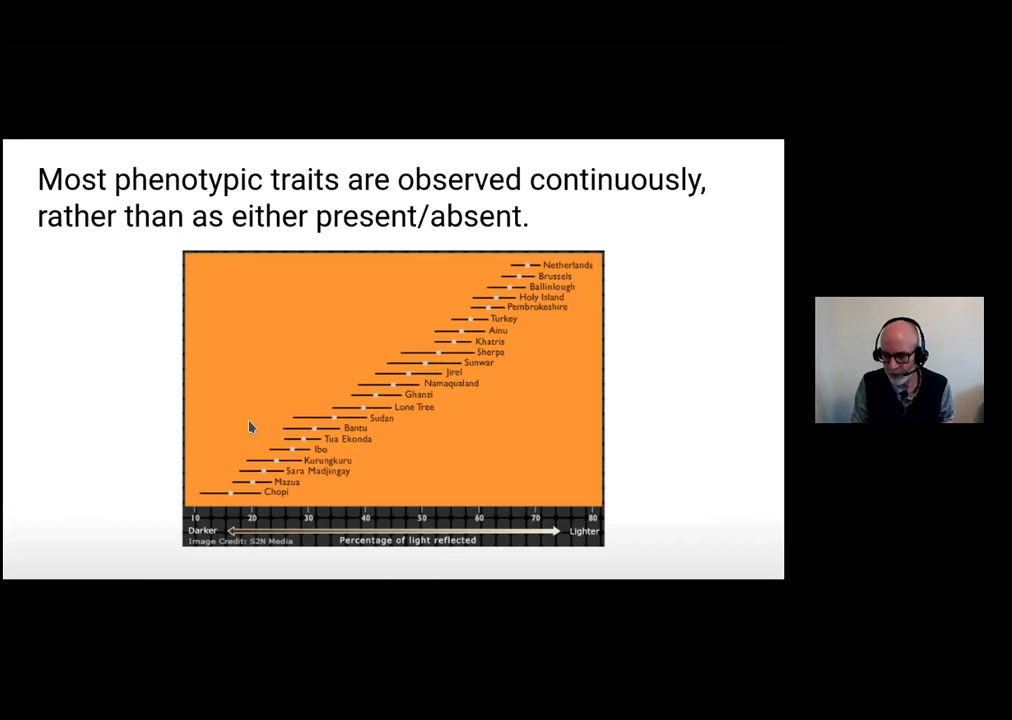 Most phenotypic traits are observed continuously,
rather than as either present/absent.
Netherlands
Brussels
Ballinlough
Holy Island
Pembrokeshire
Turkey
Ainu
Khatris
Sherpa
Sunwar
Jirel
Namaqualand
Ghanzi
Lone Tree
Sudan
Bantu
Tua Ekonda
Ibo
Kurungkuru
Sara Madjingay
Mazua
Chopi
10 20 30 40 50 60 70 80
Darker Lighter
Image Credit: S2N Media Percentage of light reflected